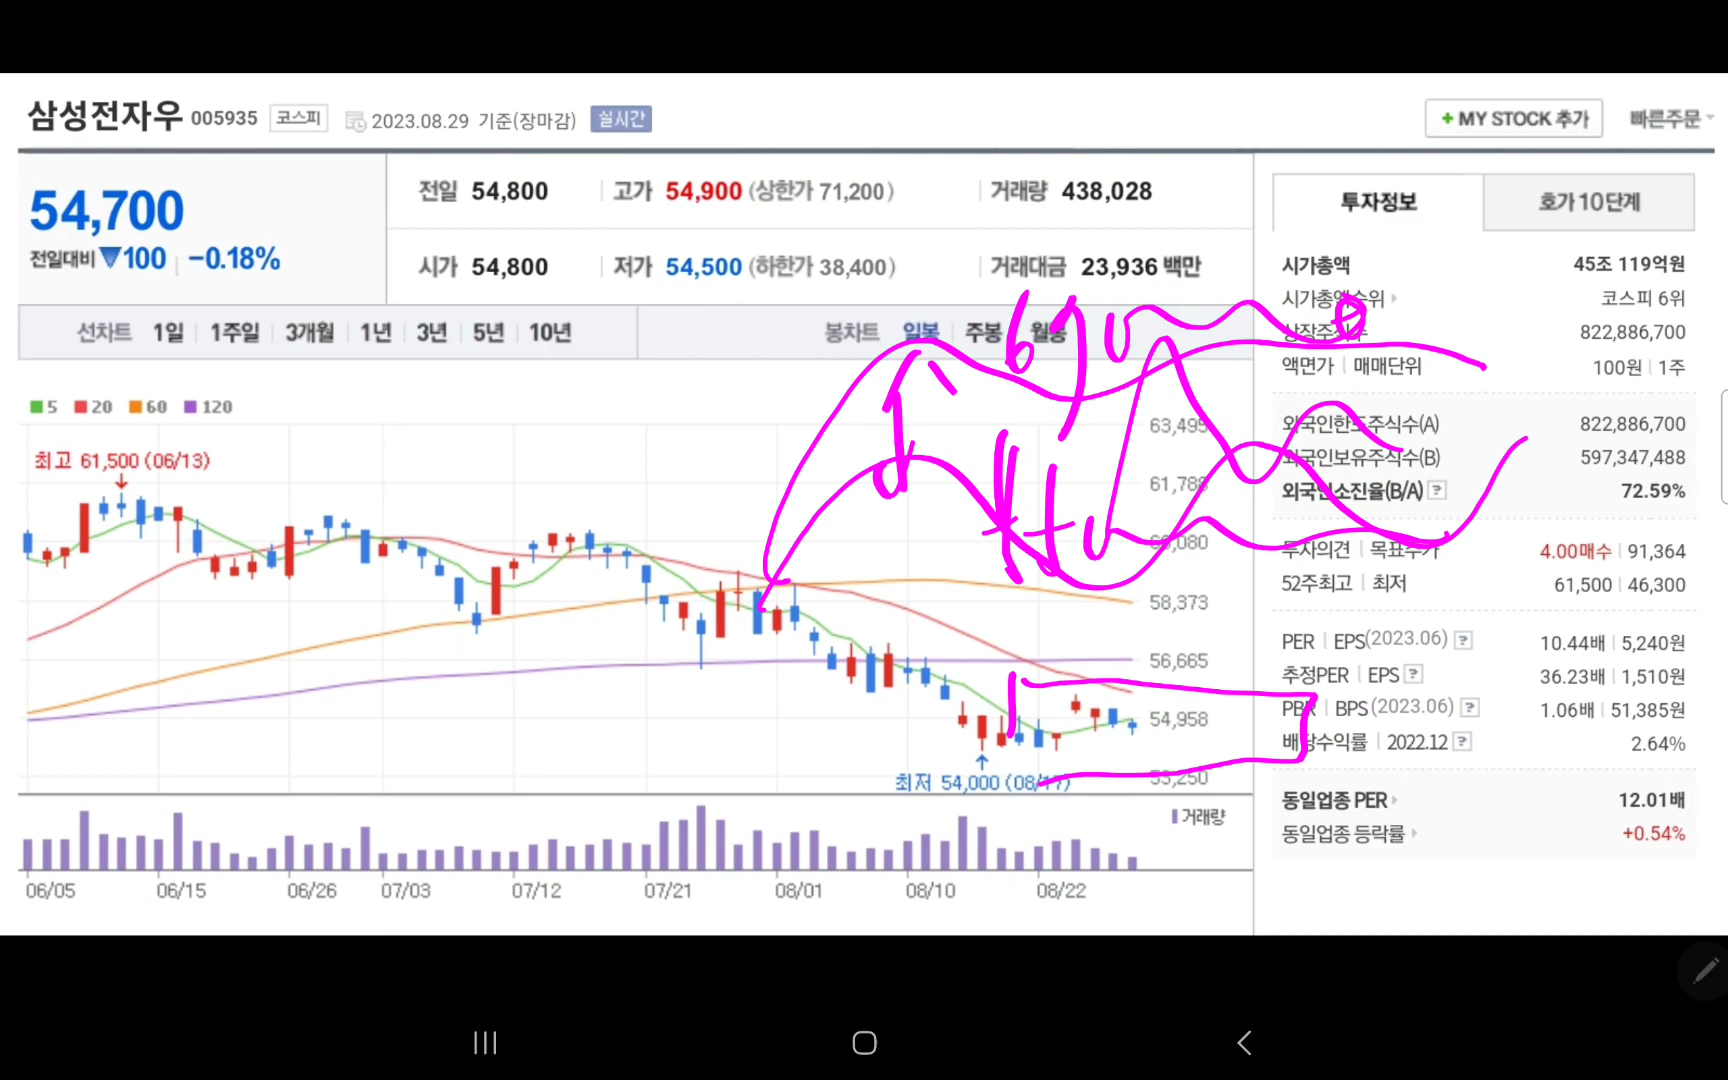 삼성전자우 005935 코스피 2023.08.29 기준(장마감) 실시간
+ MY STOCK 추가 빠른주문
54,700
전일대비 ▼100 | -0.18%
전일 54,800 | 고가 54,900 (상한가 71,200) | 거래량 438,028
시가 54,800 | 저가 54,500 (하한가 38,400) | 거래대금 23,936 백만
선차트 1일 | 1주일 | 3개월 | 1년 | 3년 | 5년 | 10년
봉차트 일봉 | 주봉 | 월봉
5 20 60 120
최고 61,500 (06/13)
63,495
61,788
60,080
58,373
56,665
54,958
53,250
최저 54,000 (08/17)
거래량
06/05 06/15 06/26 07/03 07/12 07/21 08/01 08/10 08/22
투자정보 호가 10단계
시가총액 45조 119억원
시가총액순위 코스피 6위
상장주식수 822,886,700
액면가 | 매매단위 100원 | 1주
외국인한도주식수(A) 822,886,700
외국인보유주식수(B) 597,347,488
외국인소진율(B/A) ? 72.59%
투자의견 | 목표주가 4.00매수 | 91,364
52주최고 | 최저 61,500 | 46,300
PER | EPS(2023.06) ? 10.44배 | 5,240원
추정PER | EPS ? 36.23배 | 1,510원
PBR | BPS (2023.06) ? 1.06배 | 51,385원
배당수익률 | 2022.12 ? 2.64%
동일업종 PER 12.01배
동일업종 등락률 +0.54%